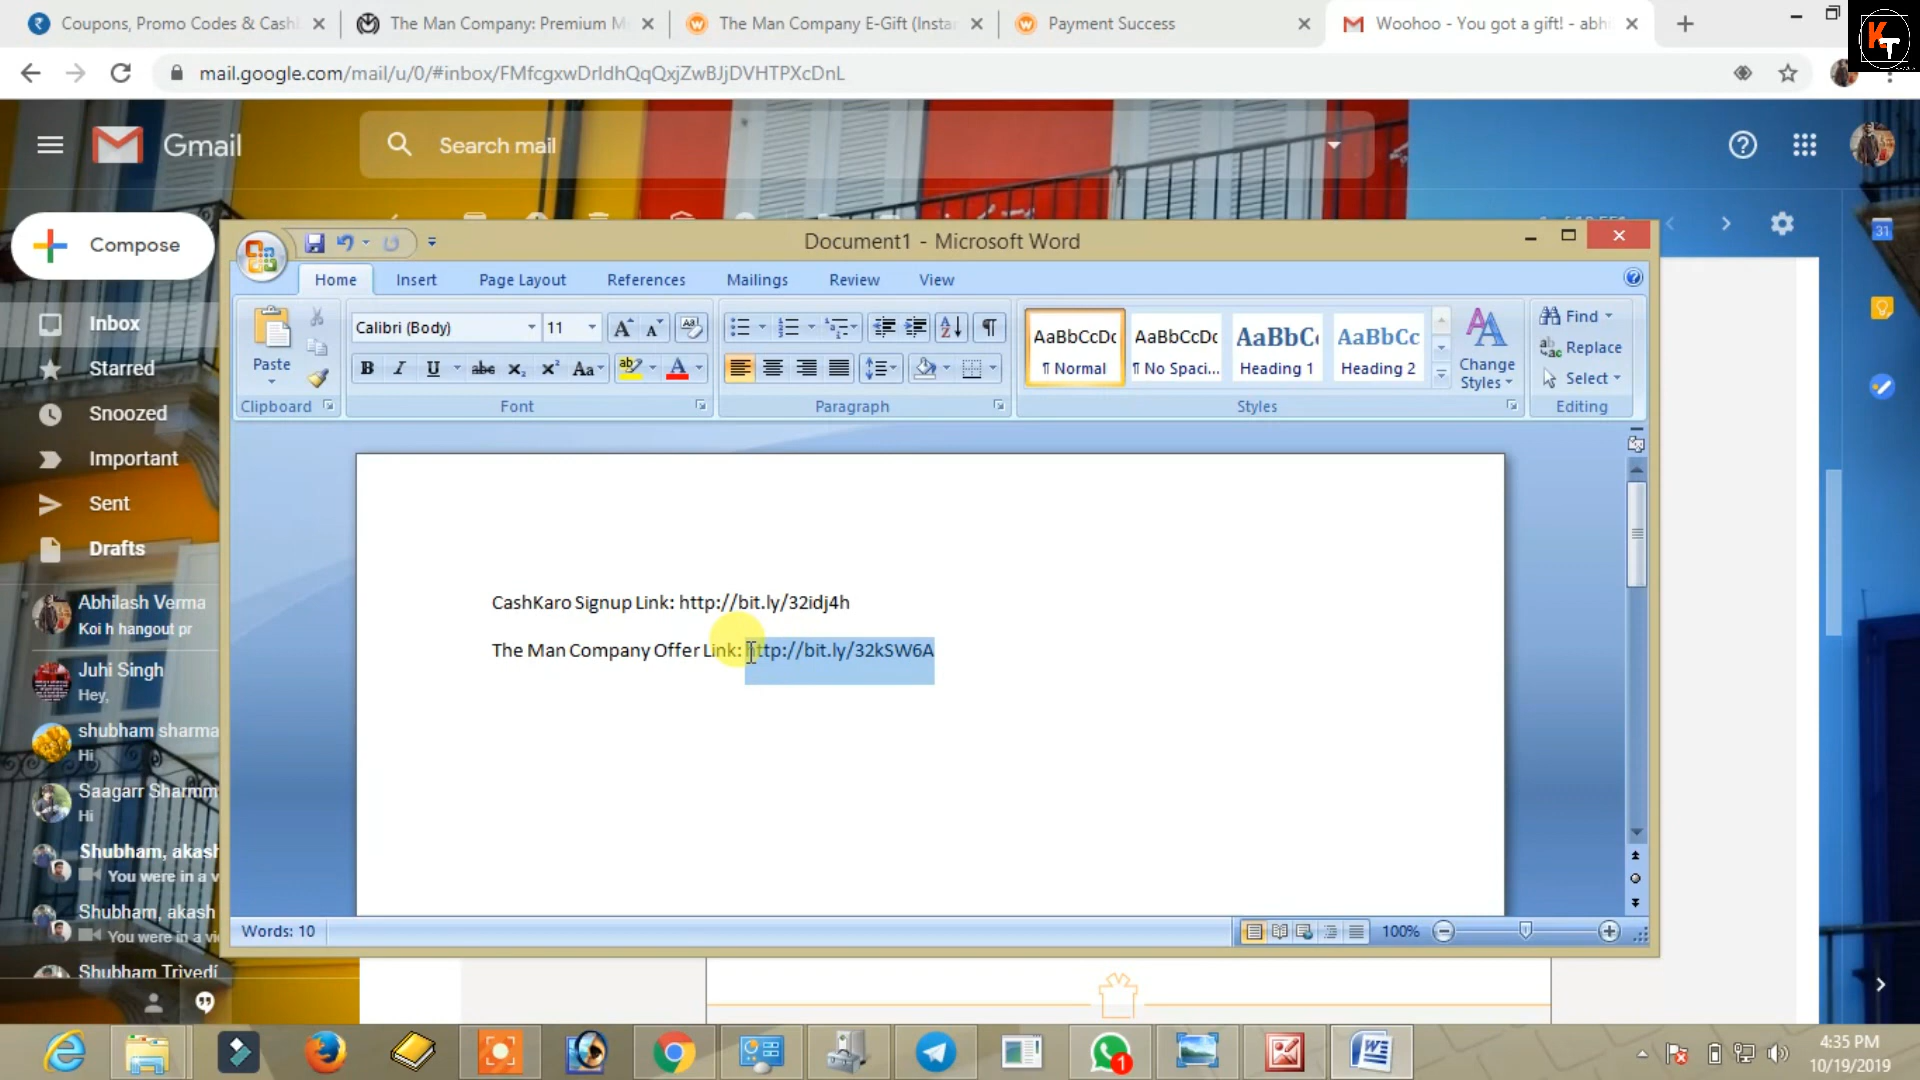 Coupons, Promo Codes & Cash
The Man Company: Premium M
The Man Company E-Gift (Insta
Payment Success
Woohoo - You got a gift! - abhi
KT
mail.google.com/mail/u/0/#inbox/FMfcgxwDrIdhQqQxjZwBJjDVHTPXcDnL
Gmail
Search mail
Compose
Inbox
Starred
Snoozed
Important
Sent
Drafts
Abhilash Verma
Koi h hangout pr
Juhi Singh
Hey,
shubham sharma
Hi
Saagarr Sharmm
Hi
Shubham, akash
You were in a v
Shubham, akash
You were in a vi
Shubham Trivedi
31
Document1 - Microsoft Word
Home
Insert
Page Layout
References
Mailings
Review
View
Paste
Clipboard
Calibri (Body)
11
Font
Paragraph
AaBbCcDc
¶ Normal
AaBbCcDc
¶ No Spaci...
AaBbC
Heading 1
AaBbCc
Heading 2
Change
Styles
Styles
Find
Replace
Select
Editing
CashKaro Signup Link: http://bit.ly/32idj4h
The Man Company Offer Link: http://bit.ly/32kSW6A
Words: 10
100%
1
4:35 PM
10/19/2019